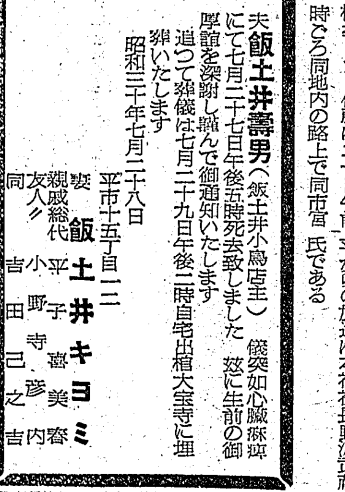 時ごろ同地内の路上で同市宮　氏である
夫飯土井壽男(飯土井小鳥店主)　儀突如心臓麻痺
にて七月二十七日午後五時死去致しました　玆に生前の御
厚誼を深謝し謹んで御通知いたします
追つて葬儀は七月二十九日午後二時自宅出棺大宝寺に埋
葬いたします
昭和三十年七月二十八日
平市十五丁目一二
妻　飯土井キヨミ
親戚総代　平子喜美春
友人〃　小野寺彦内
同　吉田己之吉